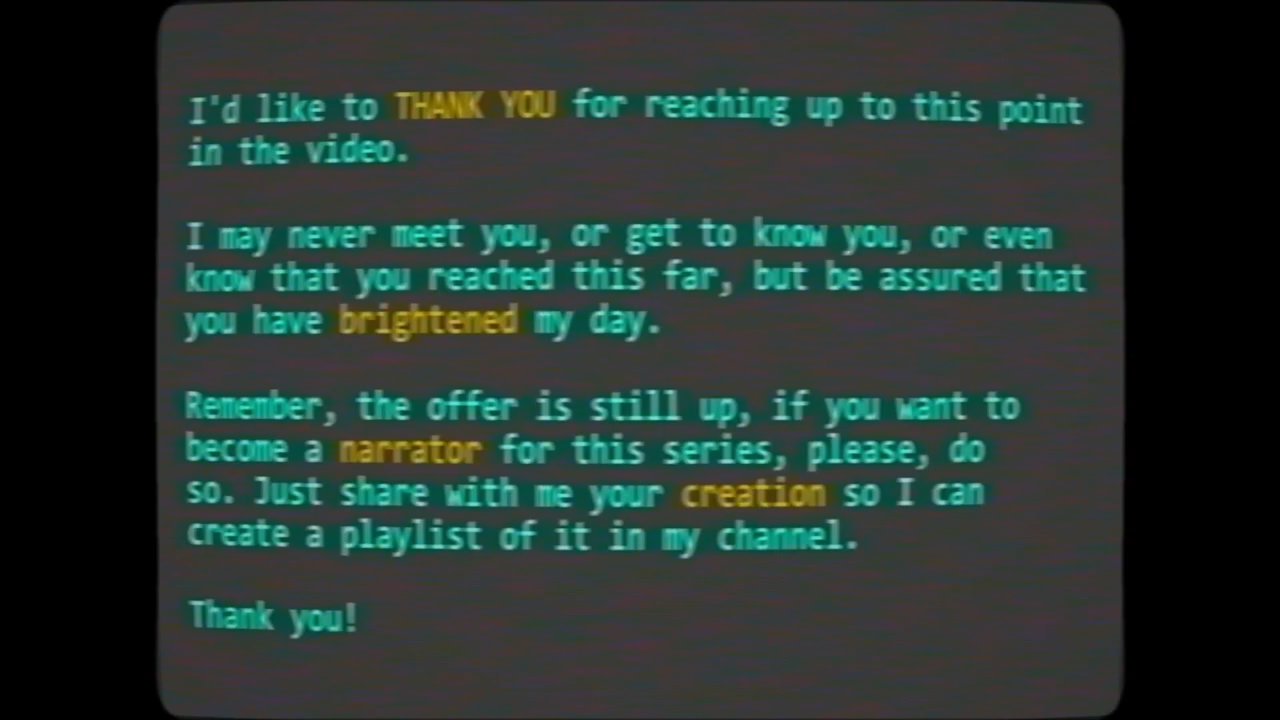 I'd like to THANK YOU for reaching up to this point
in the video.
I may never meet you, or get to know you, or even
know that you reached this far, but be assured that
you have brightened my day.
Remember, the offer is still up, if you want to
become a narrator for this series, please, do
so. Just share with me your creation so I can
create a playlist of it in my channel.
Thank you!